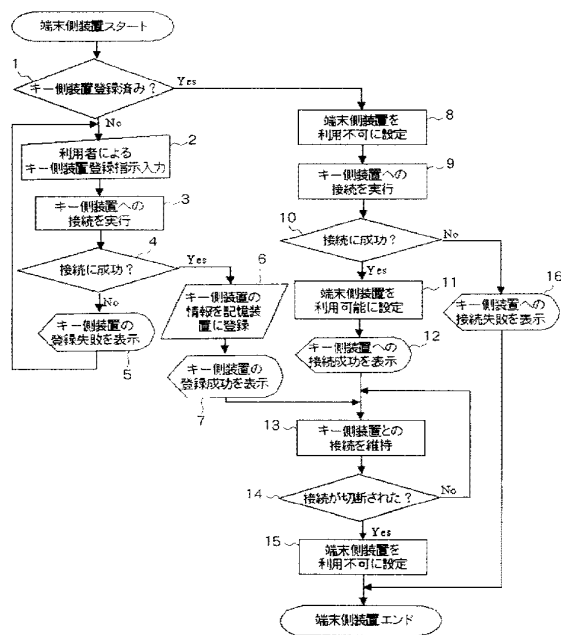 端末側装置スタート
1
キー側装置登録済み?
Yes
No
2
利用者による
キー側装置登録指示入力
3
キー側装置への
接続を実行
4
接続に成功?
Yes
No
キー側装置の
登録失敗を表示
5
6
キー側装置の
情報を記憶装
置に登録
キー側装置の
登録成功を表示
7
8
端末側装置を
利用不可に設定
9
キー側装置への
接続を実行
10
接続に成功?
No
Yes
11
端末側装置を
利用可能に設定
12
キー側装置への
接続成功を表示
16
キー側装置への
接続失敗を表示
13
キー側装置との
接続を維持
14
接続が切断された?
No
Yes
15
端末側装置を
利用不可に設定
端末側装置エンド